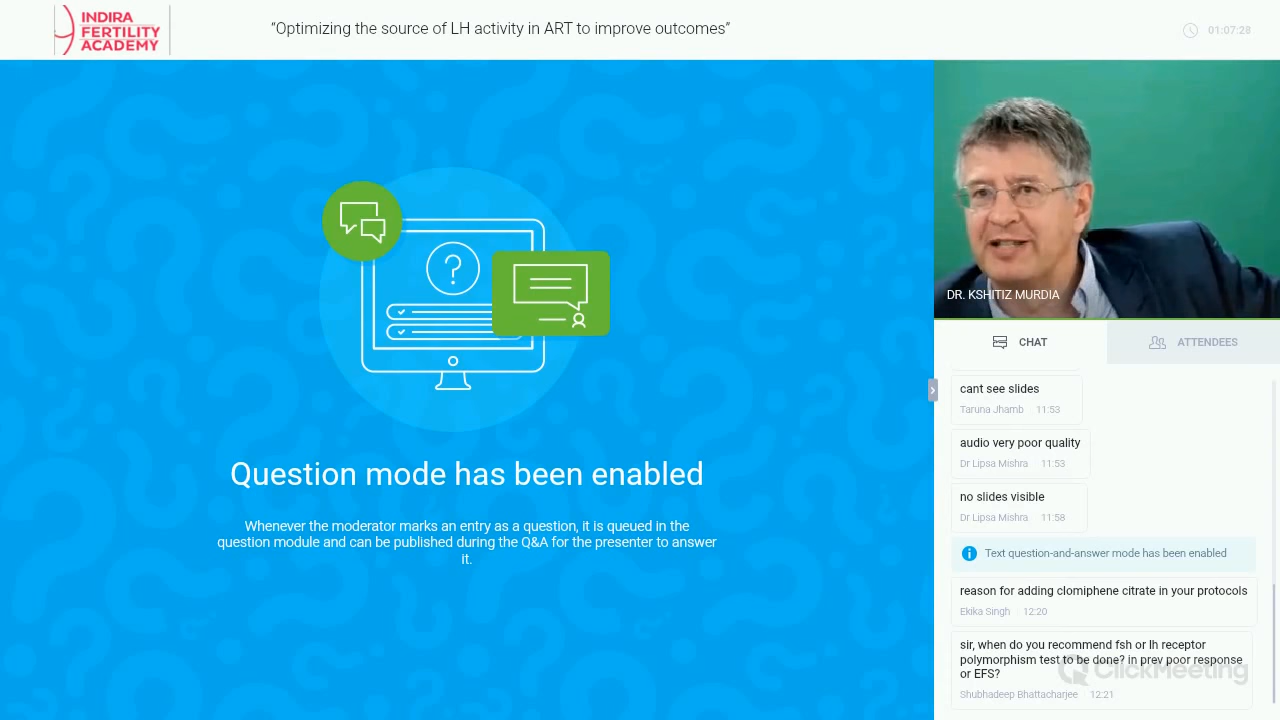 INDIRA
FERTILITY
ACADEMY
“Optimizing the source of LH activity in ART to improve outcomes”
01:07:28
DR. KSHITIZ MURDIA
?
Question mode has been enabled
Whenever the moderator marks an entry as a question, it is queued in the
question module and can be published during the Q&A for the presenter to answer
it.
CHAT
ATTENDEES
cant see slides
Taruna Jhamb 11:53
audio very poor quality
Dr Lipsa Mishra 11:53
no slides visible
Dr Lipsa Mishra 11:58
Text question-and-answer mode has been enabled
reason for adding clomiphene citrate in your protocols
Ekika Singh 12:20
sir, when do you recommend fsh or lh receptor
polymorphism test to be done? in prev poor response
or EFS?
ClickMeeting
Shubhadeep Bhattacharjee 12:21